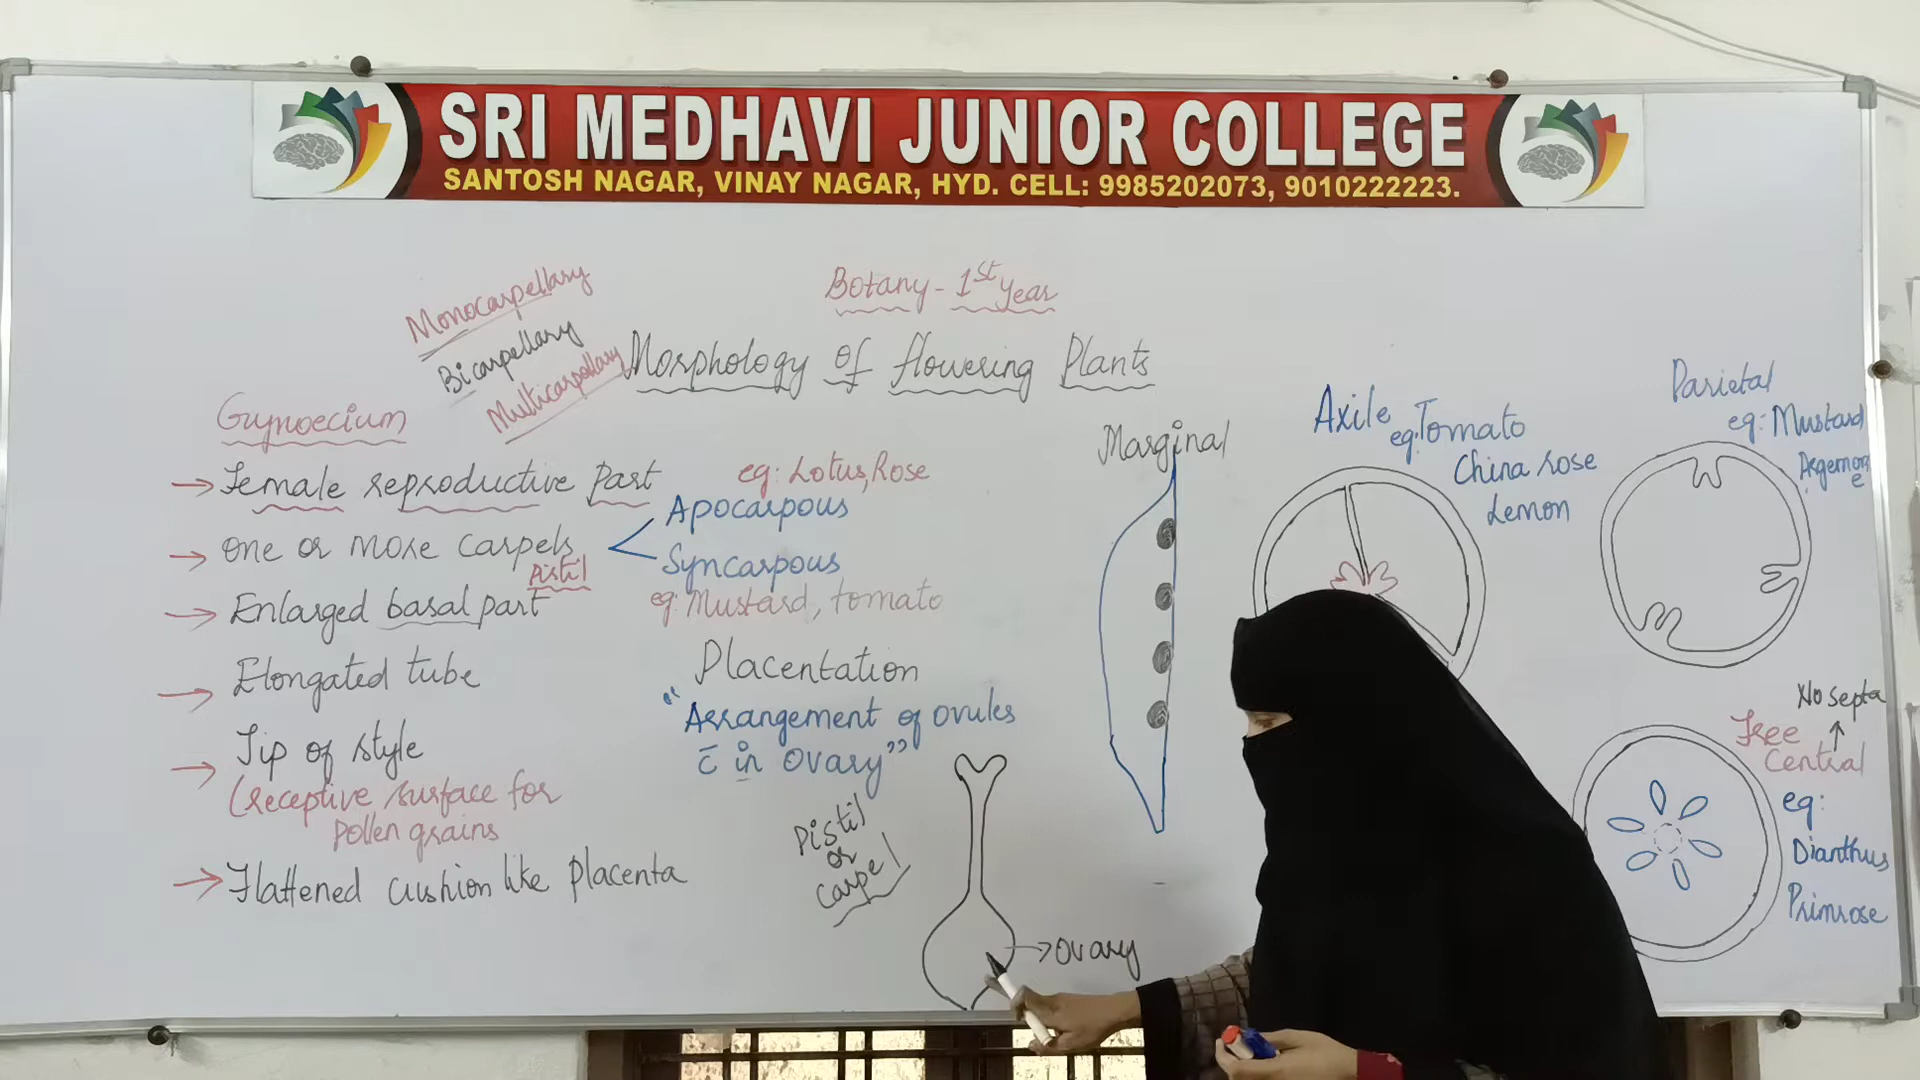 SRI MEDHAVI JUNIOR COLLEGE
SANTOSH NAGAR, VINAY NAGAR, HYD. CELL: 9985202073, 9010222223.
Botany - 1st Year
Morphology of flowering Plants
Monocarpellary
Bicarpellary
Multicarpellary
Gynoecium
→ Female reproductive Part
→ One or more carpels
Pistil
→ Enlarged basal part
→ Elongated tube
→ Tip of style
(receptive surface for
pollen grains
→ Flattened cushion like placenta
eg: Lotus, Rose
Apocarpous
Syncarpous
eg: Mustard, tomato
Placentation
"Arrangement of ovules
c̄ in Ovary"
Pistil
or
carpel
→ Ovary
Marginal
Axile eg: Tomato
China rose
Lemon
Parietal
eg: Mustard
Argemone
No septa
↑
Free
Central
eg:
Dianthus
Primrose